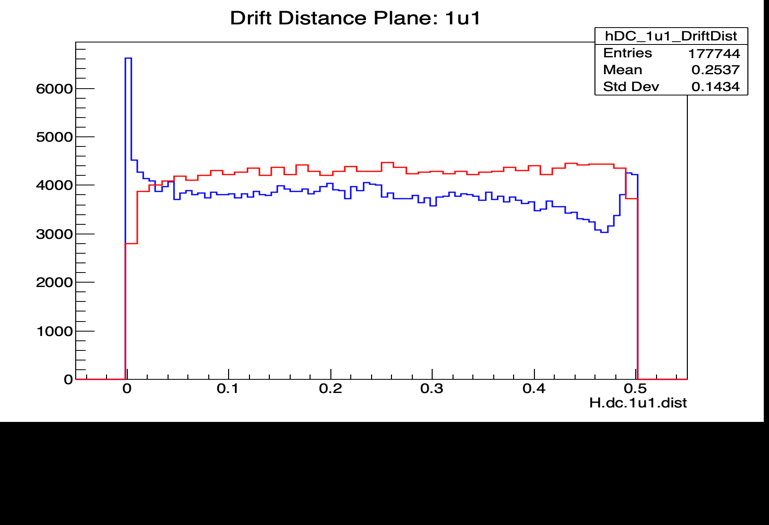 Drift Distance Plane: 1u1
hDC_1u1_DriftDist
Entries 177744
Mean 0.2537
Std Dev 0.1434
6000
5000
4000
3000
2000
1000
0
0 0.1 0.2 0.3 0.4 0.5
H.dc.1u1.dist